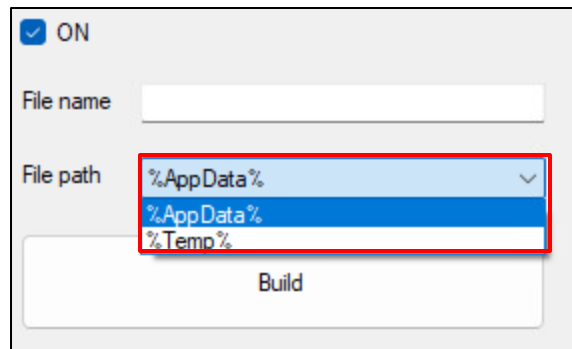 ON
File name
File path %AppData%
%AppData%
%Temp%
Build